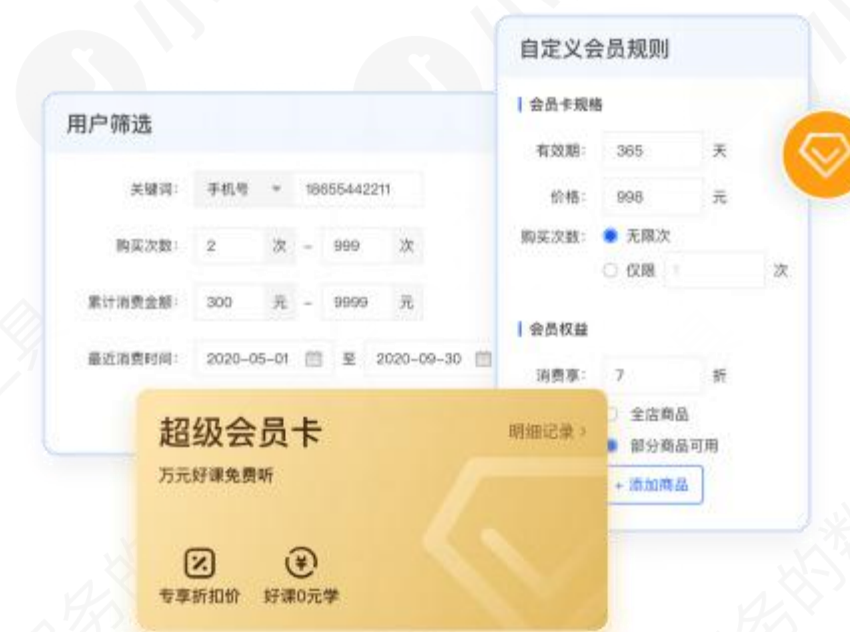 用户筛选
关键词: 手机号 18655442211
购买次数: 2 次 - 999 次
累计消费金额: 300 元 - 9999 元
最近消费时间: 2020-05-01 至 2020-09-30
自定义会员规则
会员卡规格
有效期: 365 天
价格: 998 元
购买次数: 无限次
仅限 1 次
会员权益
消费享: 7 折
全店商品
部分商品可用
+ 添加商品
超级会员卡
明细记录 ›
万元好课免费听
专享折扣价 好课0元学